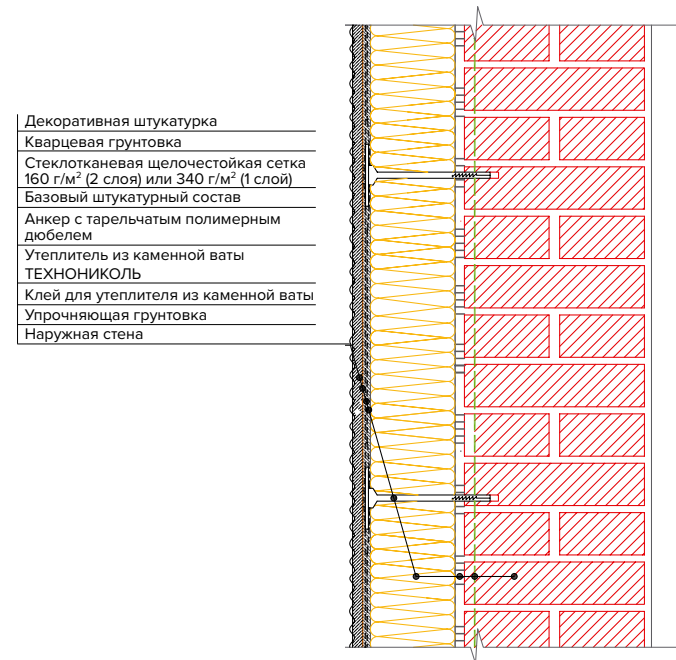 Декоративная штукатурка
Кварцевая грунтовка
Стеклотканевая щелочестойкая сетка
160 г/м² (2 слоя) или 340 г/м² (1 слой)
Базовый штукатурный состав
Анкер с тарельчатым полимерным
дюбелем
Утеплитель из каменной ваты
ТЕХНОНИКОЛЬ
Клей для утеплителя из каменной ваты
Упрочняющая грунтовка
Наружная стена